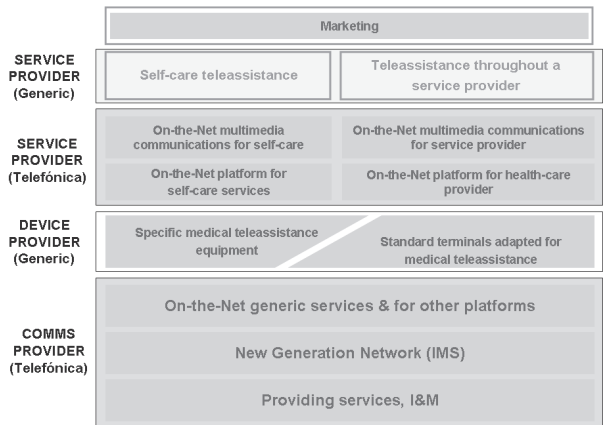 Marketing
SERVICE
PROVIDER
(Generic)
Self-care teleassistance
Teleassistance throughout a
service provider
SERVICE
PROVIDER
(Telefónica)
On-the-Net multimedia
communications for self-care
On-the-Net multimedia communications
for service provider
On-the-Net platform for
self-care services
On-the-Net platform for health-care
provider
DEVICE
PROVIDER
(Generic)
Specific medical teleassistance
equipment
Standard terminals adapted for
medical teleassistance
COMMS
PROVIDER
(Telefónica)
On-the-Net generic services & for other platforms
New Generation Network (IMS)
Providing services, I&M